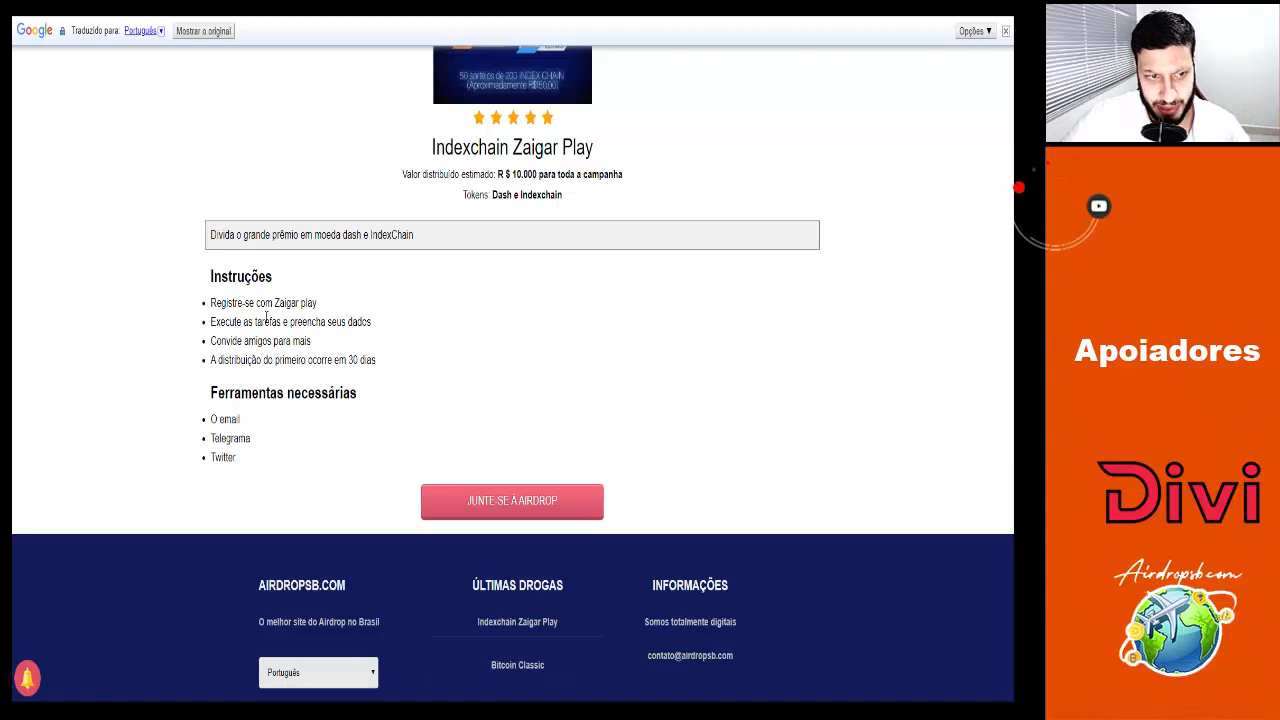 Google Traduzido para: Português Mostrar o original Opções ▼ X
50 sorteios de 200 INDEX CHAIN
(Aproximadamente R$160,00)
Indexchain Zaigar Play
Valor distribuído estimado: R $ 10.000 para toda a campanha
Tokens: Dash e Indexchain
Divida o grande prêmio em moeda dash e IndexChain
Instruções
Registre-se com Zaigar play
Execute as tarefas e preencha seus dados
Convide amigos para mais
A distribuição do primeiro ocorre em 30 dias
Ferramentas necessárias
O email
Telegrama
Twitter
JUNTE-SE À AIRDROP
AIRDROPSB.COM
O melhor site do Airdrop no Brasil
Português
ÚLTIMAS DROGAS
Indexchain Zaigar Play
Bitcoin Classic
INFORMAÇÕES
Somos totalmente digitais
contato@airdropsb.com
Apoiadores
Divi
Airdropsb.com